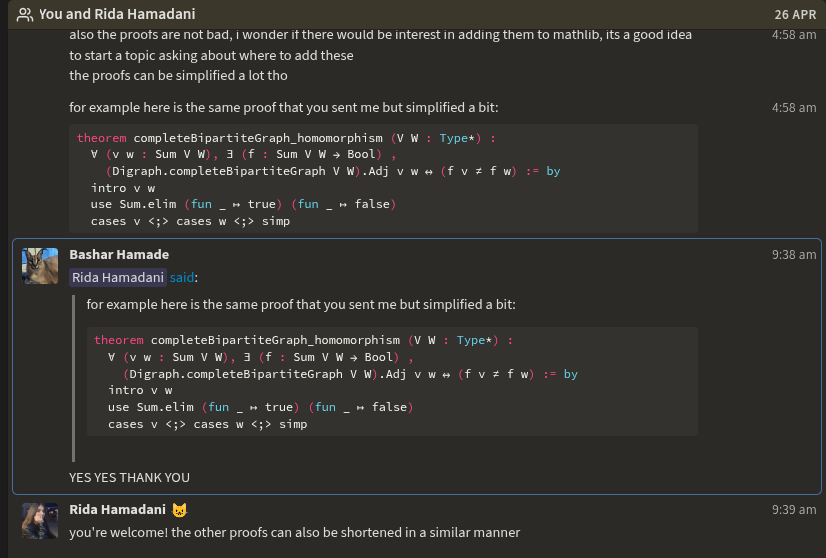 You and Rida Hamadani
26 APR
also the proofs are not bad, i wonder if there would be interest in adding them to mathlib, its a good idea
4:58 am
to start a topic asking about where to add these
the proofs can be simplified a lot tho
for example here is the same proof that you sent me but simplified a bit:
4:58 am
theorem completeBipartiteGraph_homomorphism (V W : Type*) :
  ∀ (v w : Sum V W), ∃ (f : Sum V W → Bool) ,
    (Digraph.completeBipartiteGraph V W).Adj v w ↔ (f v ≠ f w) := by
  intro v w
  use Sum.elim (fun _ ↦ true) (fun _ ↦ false)
  cases v <;> cases w <;> simp
Bashar Hamade
9:38 am
Rida Hamadani said:
for example here is the same proof that you sent me but simplified a bit:
theorem completeBipartiteGraph_homomorphism (V W : Type*) :
  ∀ (v w : Sum V W), ∃ (f : Sum V W → Bool) ,
    (Digraph.completeBipartiteGraph V W).Adj v w ↔ (f v ≠ f w) := by
  intro v w
  use Sum.elim (fun _ ↦ true) (fun _ ↦ false)
  cases v <;> cases w <;> simp
YES YES THANK YOU
Rida Hamadani 😺
9:39 am
you're welcome! the other proofs can also be shortened in a similar manner